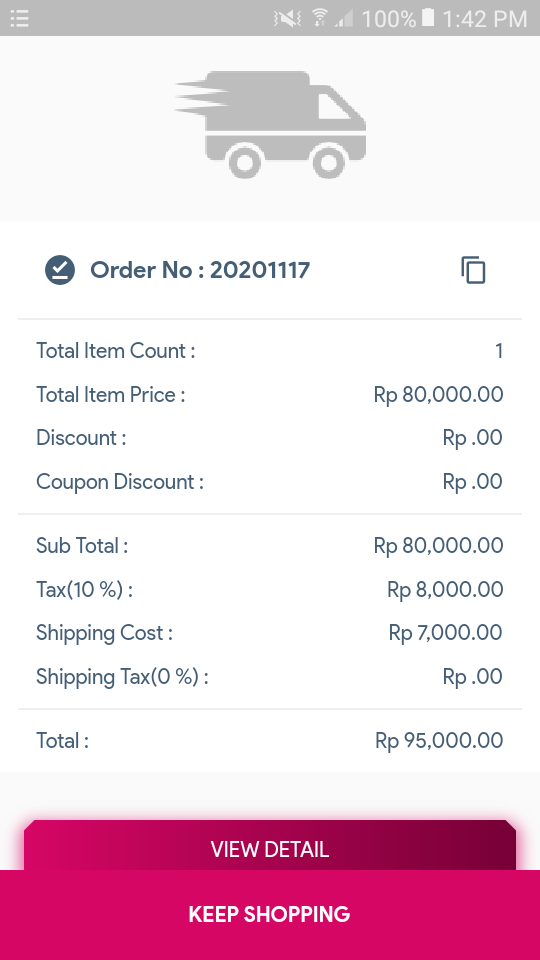 100% 1:42 PM
Order No : 20201117
Total Item Count : 1
Total Item Price : Rp 80,000.00
Discount : Rp .00
Coupon Discount : Rp .00
Sub Total : Rp 80,000.00
Tax(10 %) : Rp 8,000.00
Shipping Cost : Rp 7,000.00
Shipping Tax(0 %) : Rp .00
Total : Rp 95,000.00
VIEW DETAIL
KEEP SHOPPING